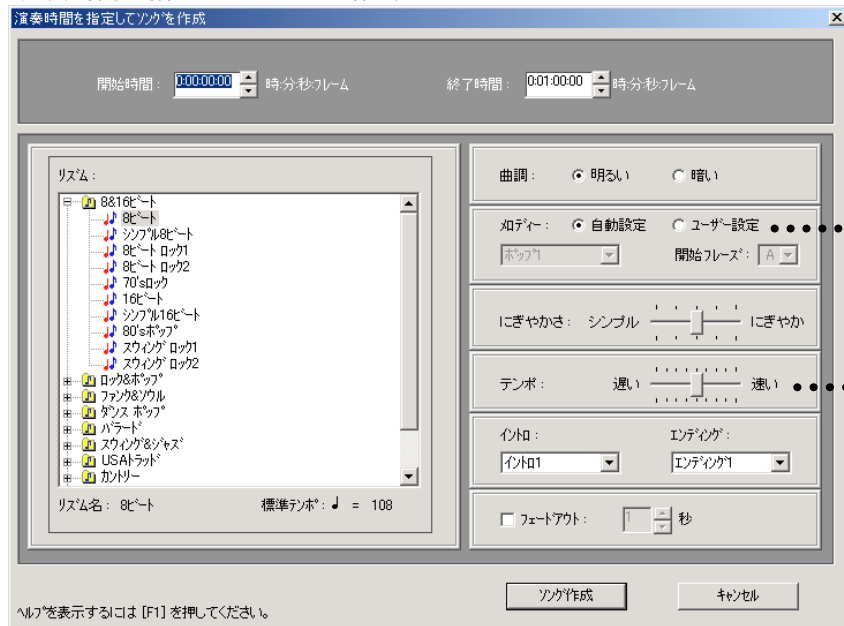 演奏時間を指定してソングを作成
開始時間： 0:00:00:00 時:分:秒:フレーム 終了時間： 0:01:00:00 時:分:秒:フレーム
リズム：
8&16ビート
8ビート
シンプル8ビート
8ビート ロック1
8ビート ロック2
70'sロック
16ビート
シンプル16ビート
80'sポップ
スウィング ロック1
スウィング ロック2
ロック&ポップ
ファンク&ソウル
ダンス ポップ
バラード
スウィング&ジャズ
USAトラッド
カントリー
リズム名： 8ビート 標準テンポ：♩ = 108
曲調： 明るい 暗い
メロディー： 自動設定 ユーザー設定
ポップ1 開始フレーズ： A
にぎやかさ： シンプル にぎやか
テンポ： 遅い 速い
イントロ： エンディング：
イントロ1 エンディング1
フェードアウト： 1 秒
ソング作成 キャンセル
ヘルプを表示するには [F1] を押してください。